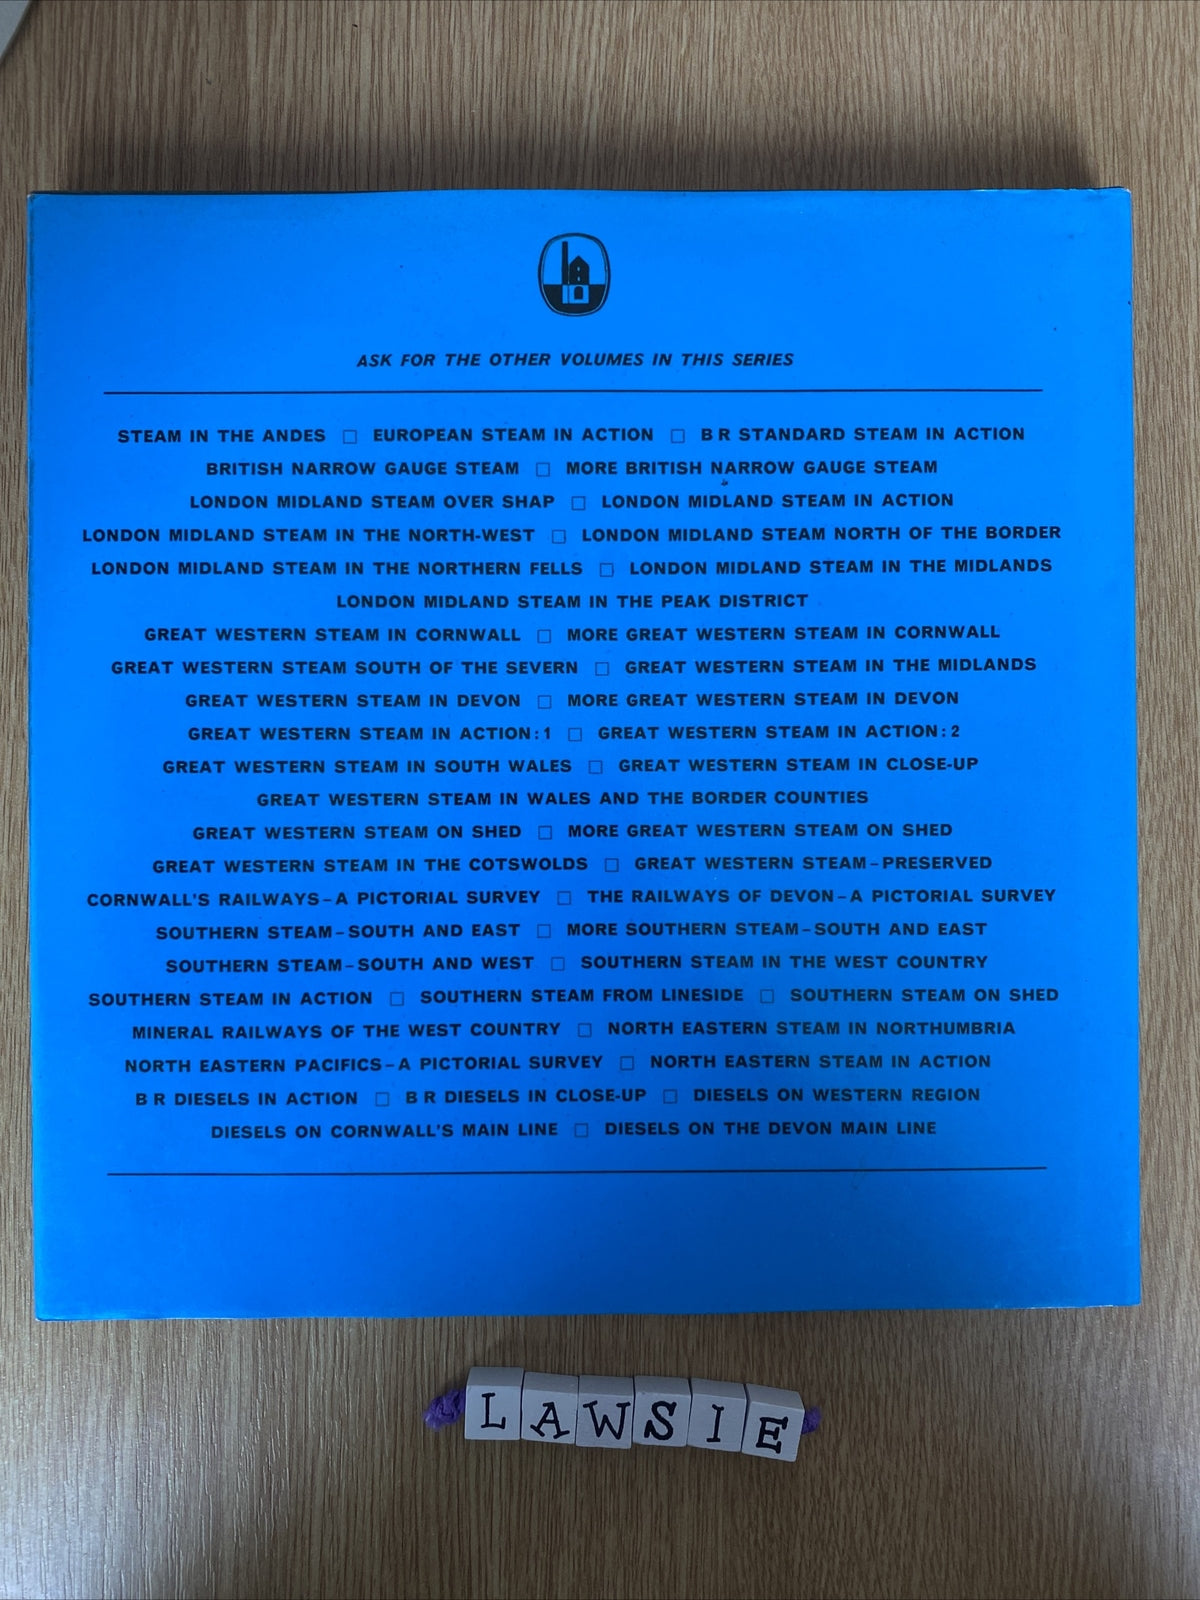 ASK FOR THE OTHER VOLUMES IN THIS SERIES
STEAM IN THE ANDES □ EUROPEAN STEAM IN ACTION □ B R STANDARD STEAM IN ACTION
BRITISH NARROW GAUGE STEAM □ MORE BRITISH NARROW GAUGE STEAM
LONDON MIDLAND STEAM OVER SHAP □ LONDON MIDLAND STEAM IN ACTION
LONDON MIDLAND STEAM IN THE NORTH-WEST □ LONDON MIDLAND STEAM NORTH OF THE BORDER
LONDON MIDLAND STEAM IN THE NORTHERN FELLS □ LONDON MIDLAND STEAM IN THE MIDLANDS
LONDON MIDLAND STEAM IN THE PEAK DISTRICT
GREAT WESTERN STEAM IN CORNWALL □ MORE GREAT WESTERN STEAM IN CORNWALL
GREAT WESTERN STEAM SOUTH OF THE SEVERN □ GREAT WESTERN STEAM IN THE MIDLANDS
GREAT WESTERN STEAM IN DEVON □ MORE GREAT WESTERN STEAM IN DEVON
GREAT WESTERN STEAM IN ACTION: 1 □ GREAT WESTERN STEAM IN ACTION: 2
GREAT WESTERN STEAM IN SOUTH WALES □ GREAT WESTERN STEAM IN CLOSE-UP
GREAT WESTERN STEAM IN WALES AND THE BORDER COUNTIES
GREAT WESTERN STEAM ON SHED □ MORE GREAT WESTERN STEAM ON SHED
GREAT WESTERN STEAM IN THE COTSWOLDS □ GREAT WESTERN STEAM–PRESERVED
CORNWALL'S RAILWAYS–A PICTORIAL SURVEY □ THE RAILWAYS OF DEVON–A PICTORIAL SURVEY
SOUTHERN STEAM–SOUTH AND EAST □ MORE SOUTHERN STEAM–SOUTH AND EAST
SOUTHERN STEAM–SOUTH AND WEST □ SOUTHERN STEAM IN THE WEST COUNTRY
SOUTHERN STEAM IN ACTION □ SOUTHERN STEAM FROM LINESIDE □ SOUTHERN STEAM ON SHED
MINERAL RAILWAYS OF THE WEST COUNTRY □ NORTH EASTERN STEAM IN NORTHUMBRIA
NORTH EASTERN PACIFICS–A PICTORIAL SURVEY □ NORTH EASTERN STEAM IN ACTION
B R DIESELS IN ACTION □ B R DIESELS IN CLOSE-UP □ DIESELS ON WESTERN REGION
DIESELS ON CORNWALL'S MAIN LINE □ DIESELS ON THE DEVON MAIN LINE
LAWSIE